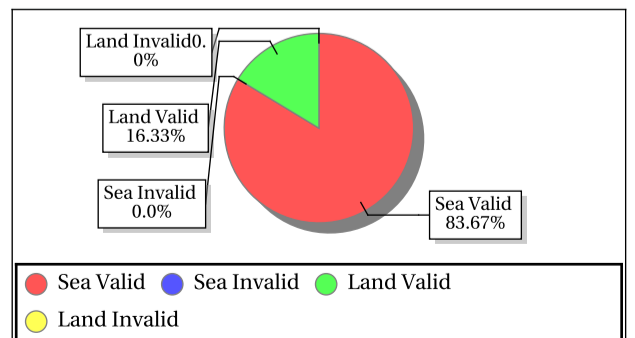 Land Invalid0.
0%
Land Valid
16.33%
Sea Invalid
0.0%
Sea Valid
83.67%
Sea Valid Sea Invalid Land Valid
Land Invalid